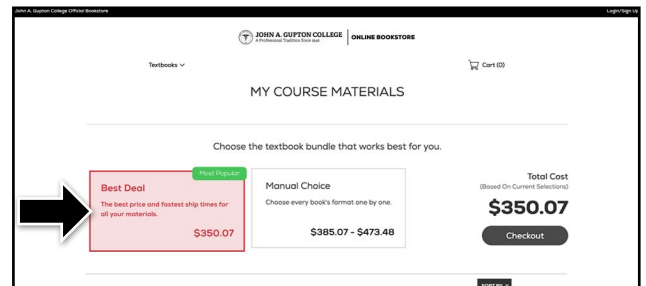 John A. Gupton College Official Bookstore
Login/Sign Up
JOHN A. GUPTON COLLEGE
A Professional Tradition Since 1946
ONLINE BOOKSTORE
Textbooks
Cart (0)
MY COURSE MATERIALS
Choose the textbook bundle that works best for you.
Most Popular
Best Deal
The best price and fastest ship times for
all your materials.
$350.07
Manual Choice
Choose every book's format one by one.
$385.07 - $473.48
Total Cost
(Based On Current Selections)
$350.07
Checkout
SORT BY